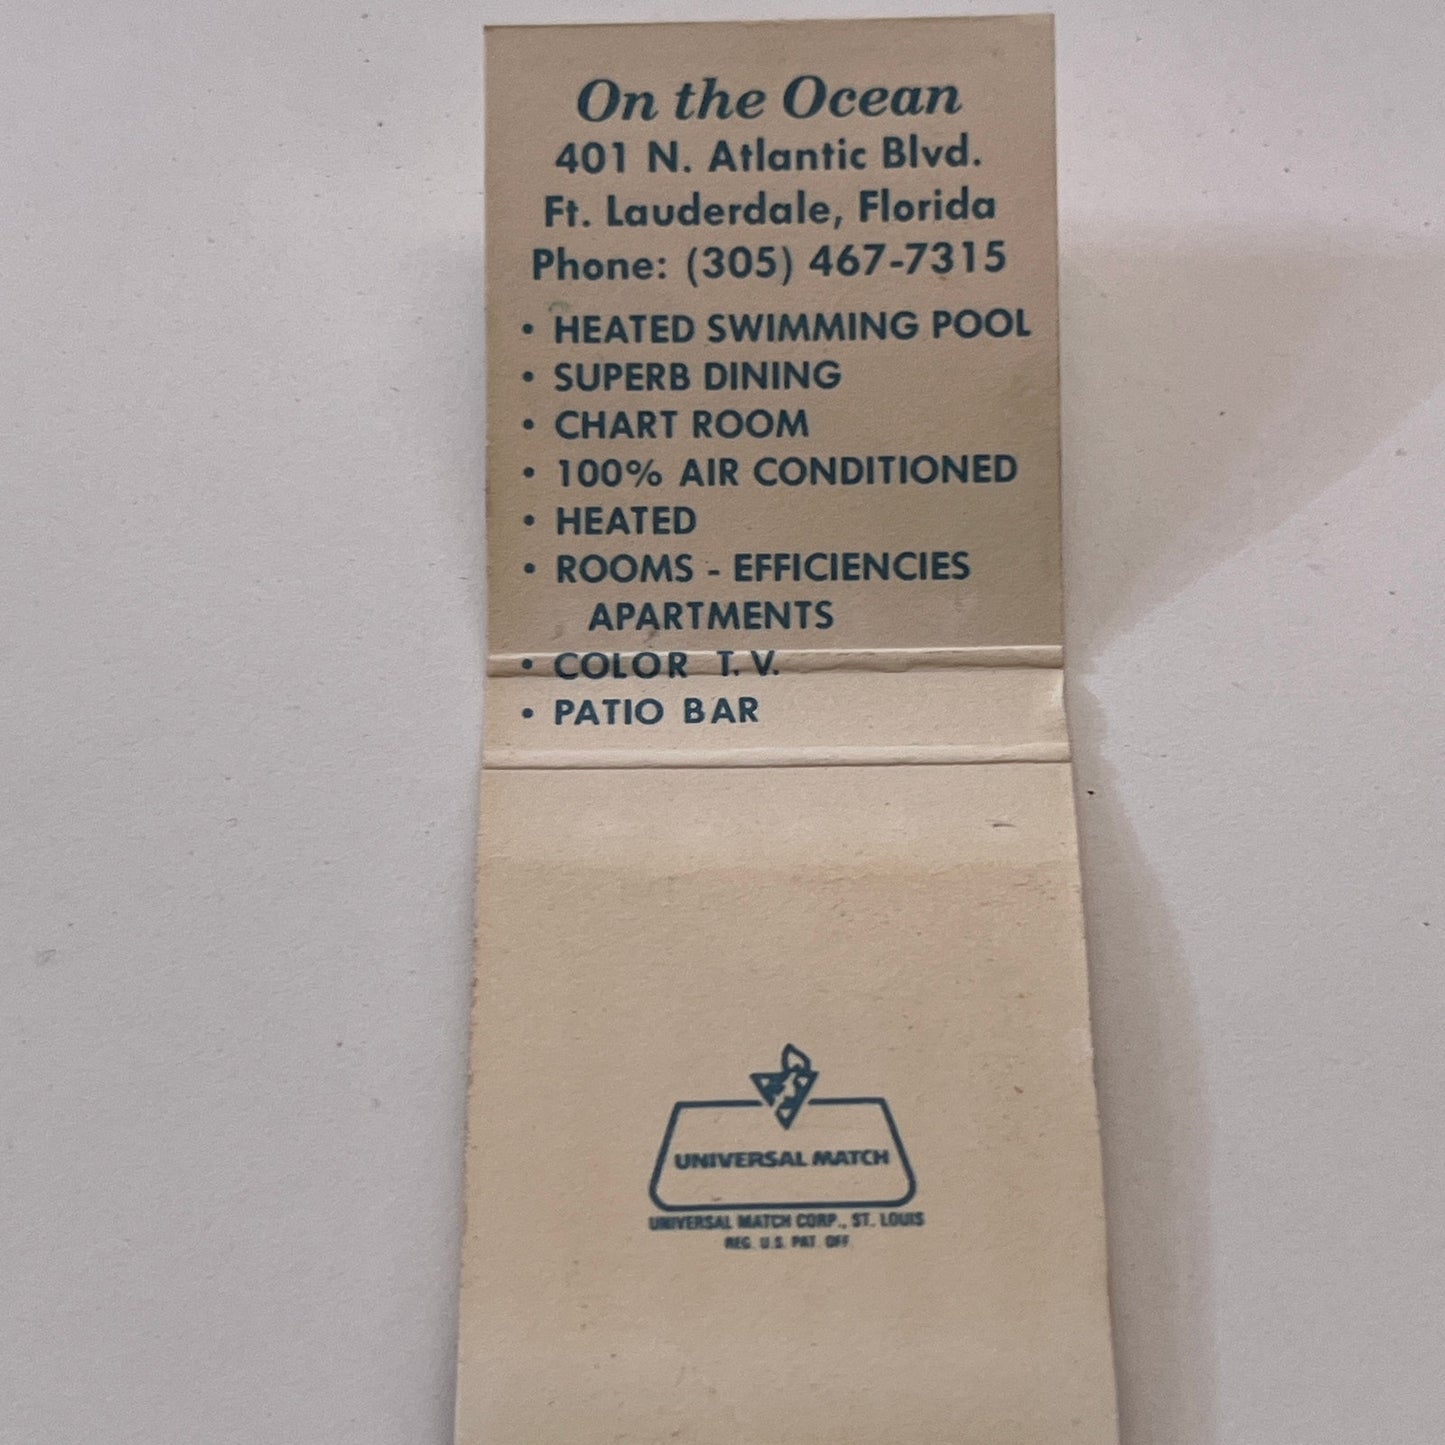 On the Ocean
401 N. Atlantic Blvd.
Ft. Lauderdale, Florida
Phone: (305) 467-7315
• HEATED SWIMMING POOL
• SUPERB DINING
• CHART ROOM
• 100% AIR CONDITIONED
• HEATED
• ROOMS - EFFICIENCIES
APARTMENTS
• COLOR T. V.
• PATIO BAR
UNIVERSAL MATCH
UNIVERSAL MATCH CORP., ST. LOUIS
REG. U.S. PAT. OFF.